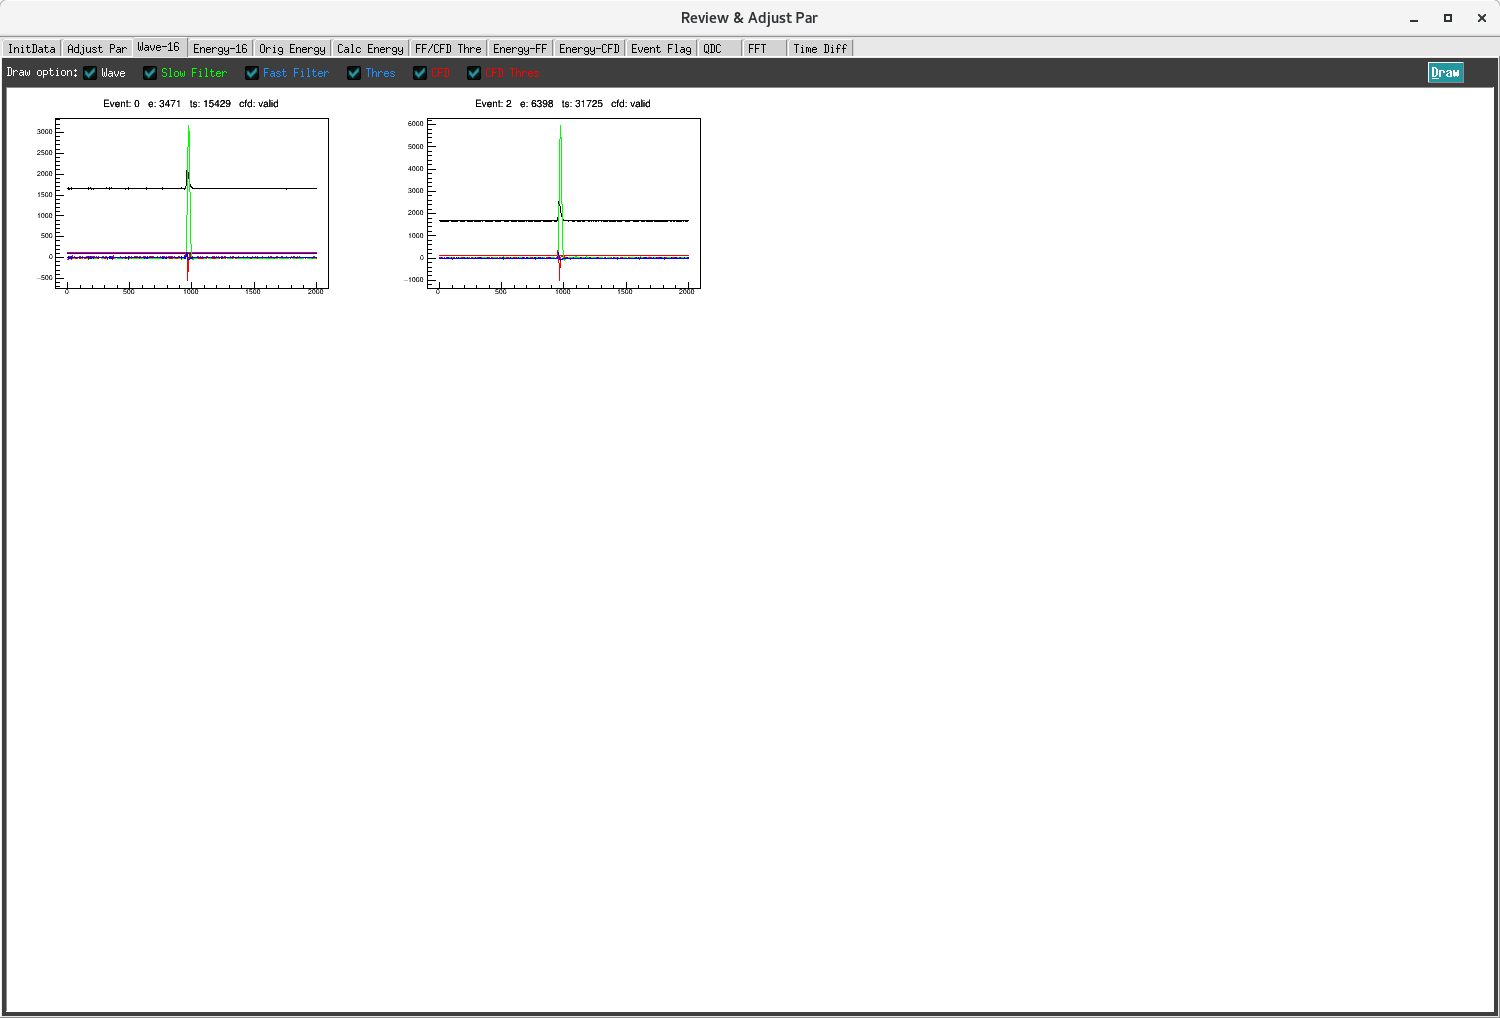 Review & Adjust Par
InitData Adjust Par Wave-16 Energy-16 Orig Energy Calc Energy FF/CFD Thre Energy-FF Energy-CFD Event Flag QDC FFT Time Diff
Draw option: Wave Slow Filter Fast Filter Thres CFD CFD Thres Draw
Event: 0 e: 3471 ts: 15429 cfd: valid
3000
2500
2000
1500
1000
500
0
−500
0 500 1000 1500 2000
Event: 2 e: 6398 ts: 31725 cfd: valid
6000
5000
4000
3000
2000
1000
0
−1000
0 500 1000 1500 2000